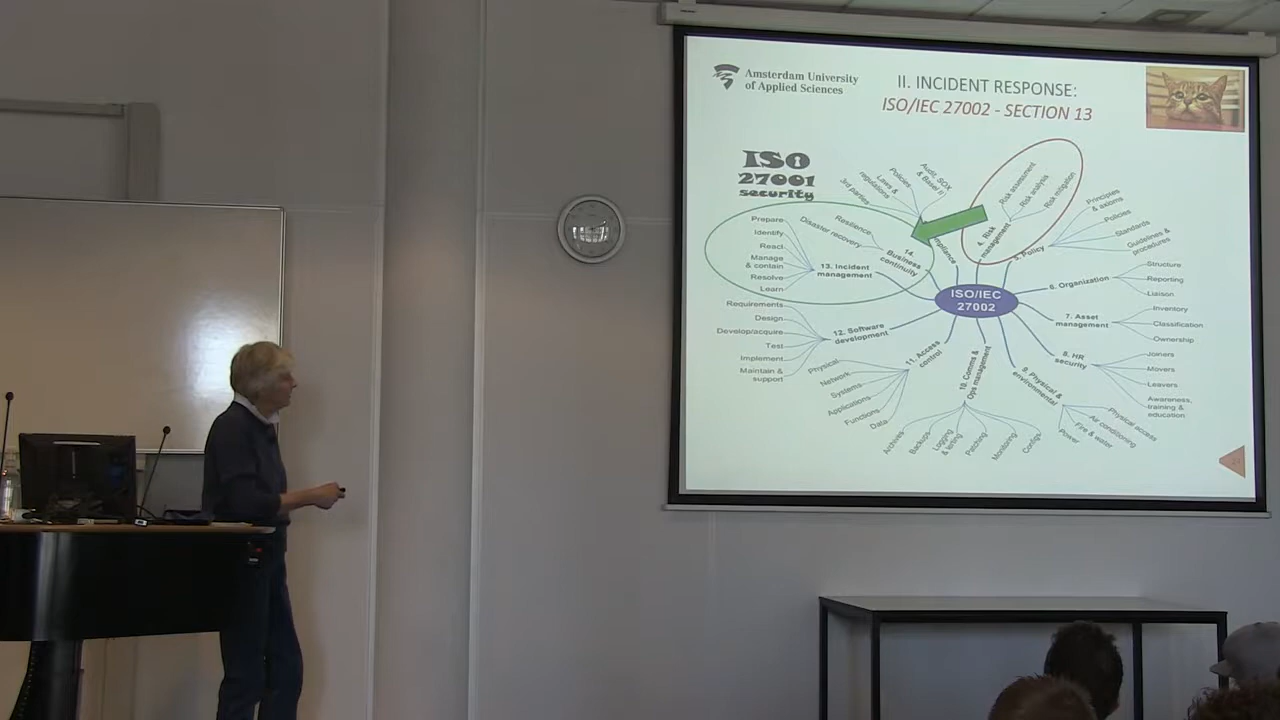 Amsterdam University
of Applied Sciences
II. INCIDENT RESPONSE:
ISO/IEC 27002 - SECTION 13
ISO
27001
security
3rd parties
Laws &
regulations
Policies
Audit, SOX
& Basel II
Risk assessment
Risk analysis
Risk mitigation
4. Risk
management
Principles
& axioms
Policies
Standards
Guidelines &
procedures
5. Policy
Prepare
Identify
React
Manage
& contain
Resolve
Learn
13. Incident
management
Resilience
Disaster recovery
14.
Business
continuity
ISO/IEC
27002
6. Organization
Structure
Reporting
Liaison
7. Asset
management
Inventory
Classification
Ownership
8. HR
security
Joiners
Movers
Leavers
Awareness,
training &
education
9. Physical &
environmental
Physical access
Air conditioning
Fire & water
Power
10. Comms &
Ops management
Archives
Backups
Logging
Patching
Monitoring
Configs
11. Access
control
Physical
Network
Systems
Applications
Functions
Data
12. Software
development
Requirements
Design
Develop/acquire
Test
Implement
Maintain &
support